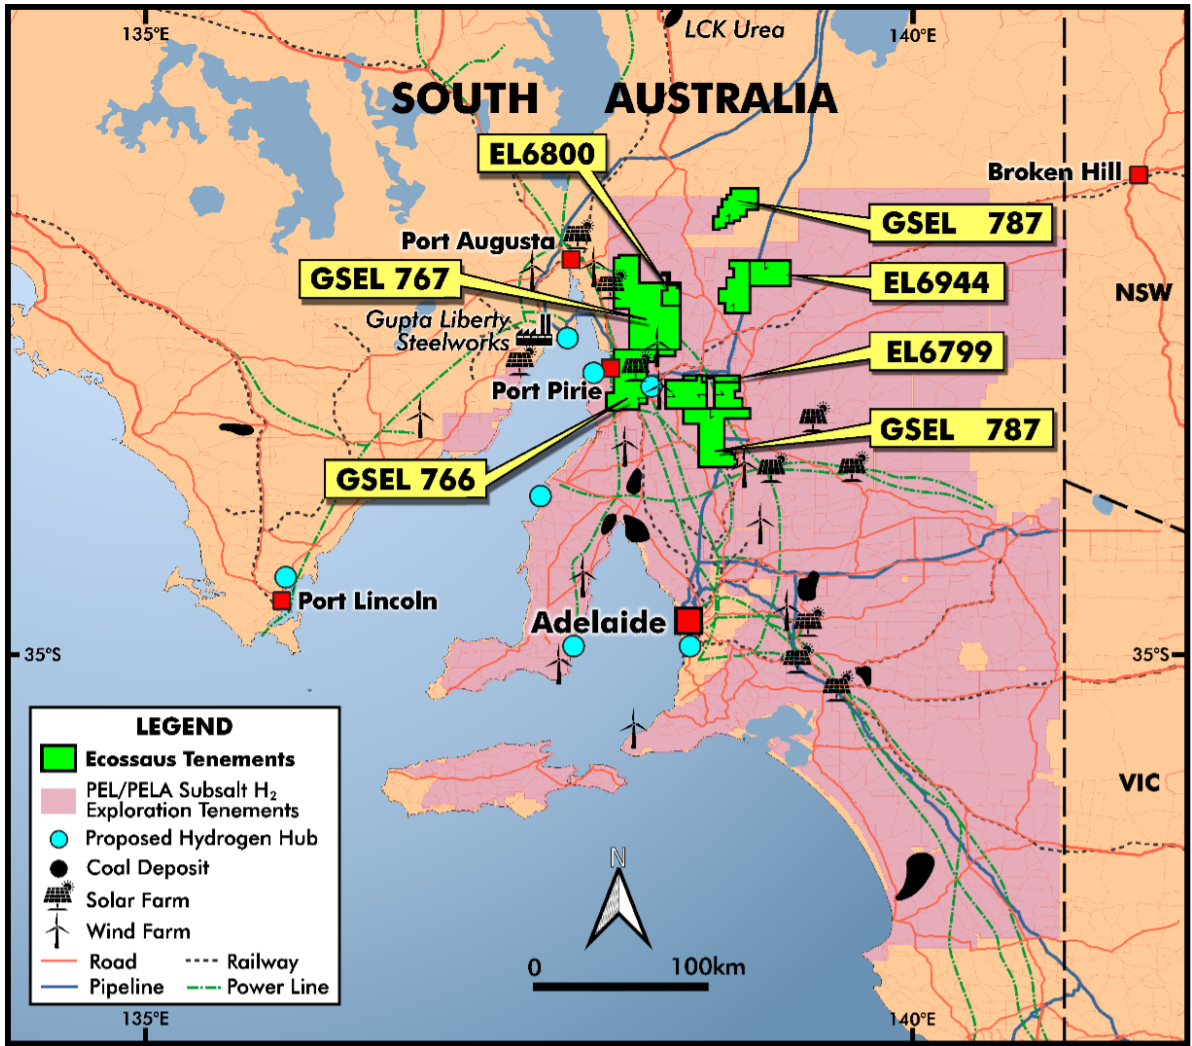 135°E
LCK Urea
140°E
SOUTH AUSTRALIA
EL6800
Broken Hill
GSEL 787
Port Augusta
GSEL 767
EL6944
NSW
Gupta Liberty
Steelworks
EL6799
Port Pirie
GSEL 787
GSEL 766
Port Lincoln
Adelaide
35°S
35°S
LEGEND
Ecossaus Tenements
PEL/PELA Subsalt H₂
Exploration Tenements
Proposed Hydrogen Hub
Coal Deposit
Solar Farm
Wind Farm
Road
Railway
Pipeline
Power Line
VIC
N
0
100km
135°E
140°E